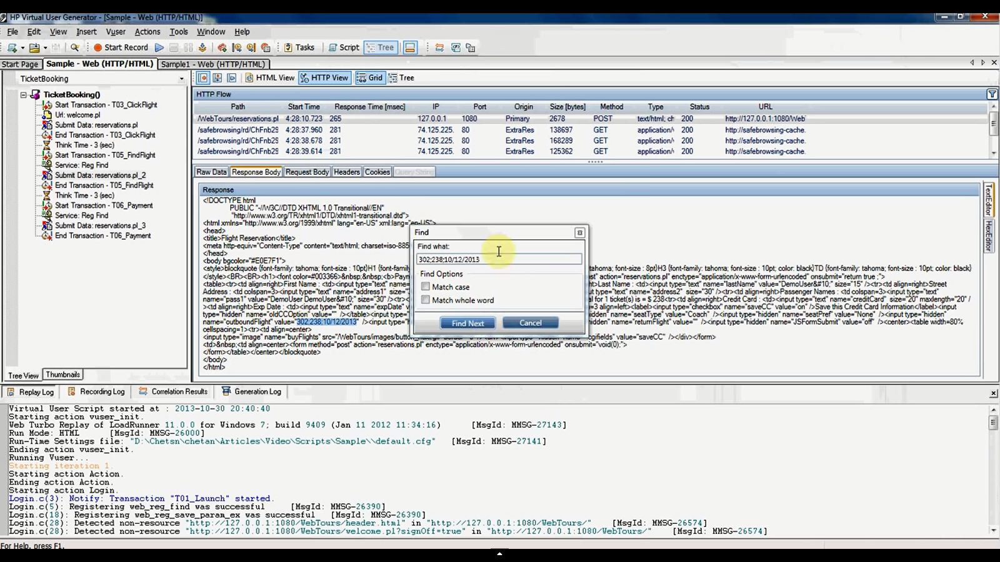 HP Virtual User Generator - [Sample - Web (HTTP/HTML)]
File Edit View Insert Vuser Actions Tools Window Help
Start Record Tasks Script Tree
Start Page Sample - Web (HTTP/HTML) Sample1 - Web (HTTP/HTML)
TicketBooking
HTML View HTTP View Grid Tree
TicketBooking()
Start Transaction - T03_ClickFlight
Url: welcome.pl
Submit Data: reservations.pl
End Transaction - T03_ClickFlight
Think Time - 3 (sec)
Start Transaction - T05_FindFlight
Service: Reg Find
Submit Data: reservations.pl_2
End Transaction - T05_FindFlight
Think Time - 3 (sec)
Start Transaction - T06_Payment
Service: Reg Find
Submit Data: reservations.pl_3
End Transaction - T06_Payment
Tree View Thumbnails
HTTP Flow
Path Start Time Response Time [msec] IP Port Origin Size [bytes] Method Type Status URL
/WebTours/reservations.pl 4:28:10.723 265 127.0.0.1 1080 Primary 2678 POST text/html; ch 200 http://127.0.0.1:1080/Web
/safebrowsing/rd/ChFnb29 4:28:37.960 281 74.125.225. 80 ExtraRes 138697 GET application/v 200 http://safebrowsing-cache.
/safebrowsing/rd/ChFnb29 4:28:38.678 281 74.125.225. 80 ExtraRes 168289 GET application/v 200 http://safebrowsing-cache.
/safebrowsing/rd/ChFnb29 4:28:39.614 281 74.125.225. 80 ExtraRes 125362 GET application/v 200 http://safebrowsing-cache.
Raw Data Response Body Request Body Headers Cookies Query String
Response
<!DOCTYPE html
PUBLIC "-//W3C//DTD XHTML 1.0 Transitional//EN"
"http://www.w3.org/TR/xhtml1/DTD/xhtml1-transitional.dtd">
<html xmlns="http://www.w3.org/1999/xhtml" lang="en-US" xml:lang="en-US">
<head>
<title>Flight Reservation</title>
<meta http-equiv="Content-Type" content="text/html; charset=iso-885
</head>
<body bgcolor="#E0E7F1">
<style>blockquote {font-family: tahoma; font-size : 10pt}H1 {font-family tahoma; font-size : 8pt}H3 {font-family: tahoma; font-size : 10pt; color: black}TD {font-family: tahoma; font-size : 10pt; color: black}
</style><BR><BR><h1><font color=#003366>&nbsp;&nbsp;<b>Payn post" action="reservations.pl" enctype="application/x-www-form-urlencoded" onsubmit="return true ;">
<table><tr><td align=right>First Name : <td><input type="text" name= right>Last Name : <td><input type="text" name="lastName" value="DemoUser&#10;" size="15" /><tr><td align=right>Street
Address : <td colspan=3><input type="text" name="address1" size="3 type="text" name="address2" size="30" /><tr><td align=right>Passenger Names : <td colspan=3><input type="text"
name="pass1" value="DemoUser DemoUser&#10;" size="30" /><tr><td al for 1 ticket(s) is = $ 238<tr><td align=right>Credit Card : <td><input type="text" name="creditCard" size="20" maxlength="20" /
><td align=right>Exp Date : <td><input type="text" name="expDate" =3 align=left><label><input type="checkbox" name="saveCC" value="on" />Save this Credit Card Information</label><input
type="hidden" name="oldCCOption" value="" /></table><input type= hidden" name="seatType" value="Coach" /><input type="hidden" name="seatPref" value="None" /><input type="hidden"
name="outboundFlight" value="302;238;10/12/2013" /><input type="h hidden" name="returnFlight" value="" /><input type="hidden" name="JSFormSubmit" value="off" /><center><table width=80%
cellspacing=1><tr><td align=center>
<input type="image" name="buyFlights" src="/WebTours/images/button_ cgifields" value="saveCC" /></div></form>
<td>&nbsp;<td align=center><form method="post" action="reservations.pl" enctype="application/x-www-form-urlencoded" onsubmit="void(0);">
</form></table></center></blockquote>
</body>
</html>
TextEditor
HexEditor
Find
Find what:
302;238;10/12/2013
Find Options
Match case
Match whole word
Find Next Cancel
Replay Log Recording Log Correlation Results Generation Log
Virtual User Script started at : 2013-10-30 20:40:40
Starting action vuser_init.
Web Turbo Replay of LoadRunner 11.0.0 for Windows 7; build 9409 (Jan 11 2012 11:34:16) [MsgId: MMSG-27143]
Run Mode: HTML [MsgId: MMSG-26000]
Run-Time Settings file: "D:\Chetsn\chetan\Articles\Video\Scripts\Sample\\default.cfg" [MsgId: MMSG-27141]
Ending action vuser_init.
Running Vuser...
Starting iteration 1.
Starting action Action.
Ending action Action.
Starting action Login.
Login.c(3): Notify: Transaction "T01_Launch" started.
Login.c(5): Registering web_reg_find was successful [MsgId: MMSG-26390]
Login.c(18): Registering web_reg_save_param_ex was successful [MsgId: MMSG-26390]
Login.c(28): Detected non-resource "http://127.0.0.1:1080/WebTours/header.html" in "http://127.0.0.1:1080/WebTours/" [MsgId: MMSG-26574]
Login.c(28): Detected non-resource "http://127.0.0.1:1080/WebTours/welcome.pl?signOff=true" in "http://127.0.0.1:1080/WebTours/" [MsgId: MMSG-26574]
For Help, press F1.